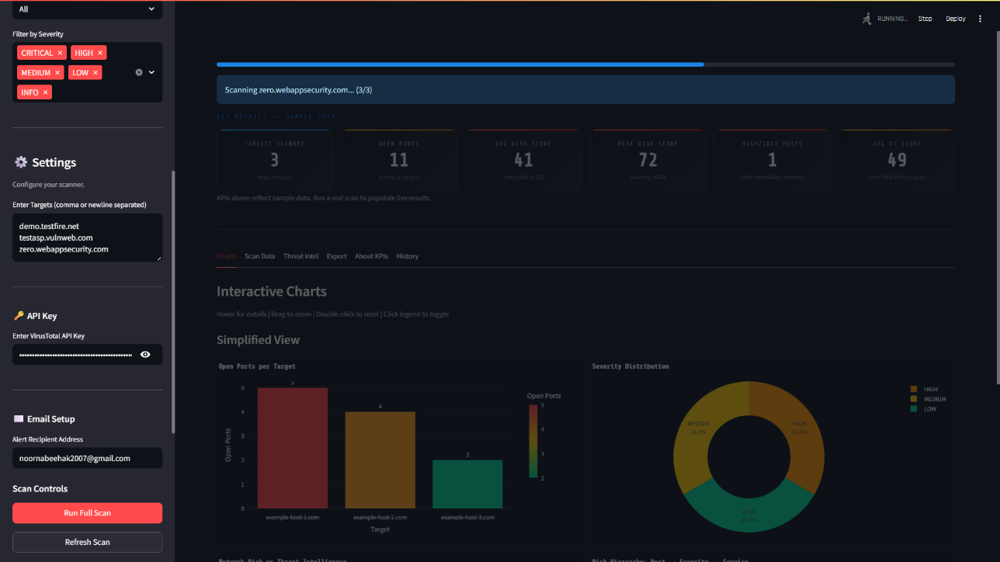 All
Filter by Severity
CRITICAL ×
HIGH ×
MEDIUM ×
LOW ×
INFO ×
Settings
Configure your scanner.
Enter Targets (comma or newline separated)
demo.testfire.net
testasp.vulnweb.com
zero.webappsecurity.com
API Key
Enter VirusTotal API Key
Email Setup
Alert Recipient Address
noornabeehak2007@gmail.com
Scan Controls
Run Full Scan
Refresh Scan
RUNNING...
Stop
Deploy
Scanning zero.webappsecurity.com... (3/3)
KEY METRICS -- SAMPLE DATA
TARGETS SCANNED
3
hosts in scope
OPEN PORTS
11
across all targets
AVG RISK SCORE
41
composite 0-100
PEAK RISK SCORE
72
severity: HIGH
HIGH/CRIT HOSTS
1
need immediate attention
AVG VT SCORE
49
VirusTotal threat signal
KPIs above reflect sample data. Run a real scan to populate live results.
Charts
Scan Data
Threat Intel
Export
About KPIs
History
Interactive Charts
Hover for details | Drag to zoom | Double-click to reset | Click legend to toggle
Simplified View
Open Ports per Target
5
4
3
2
1
0
Open Ports
5
4
2
example-host-1.com
example-host-2.com
example-host-3.com
Target
Open Ports
5
4
3
2
Severity Distribution
MEDIUM
33.3%
HIGH
33.3%
LOW
33.3%
HIGH
MEDIUM
LOW
Network Risk vs Threat Intelligence